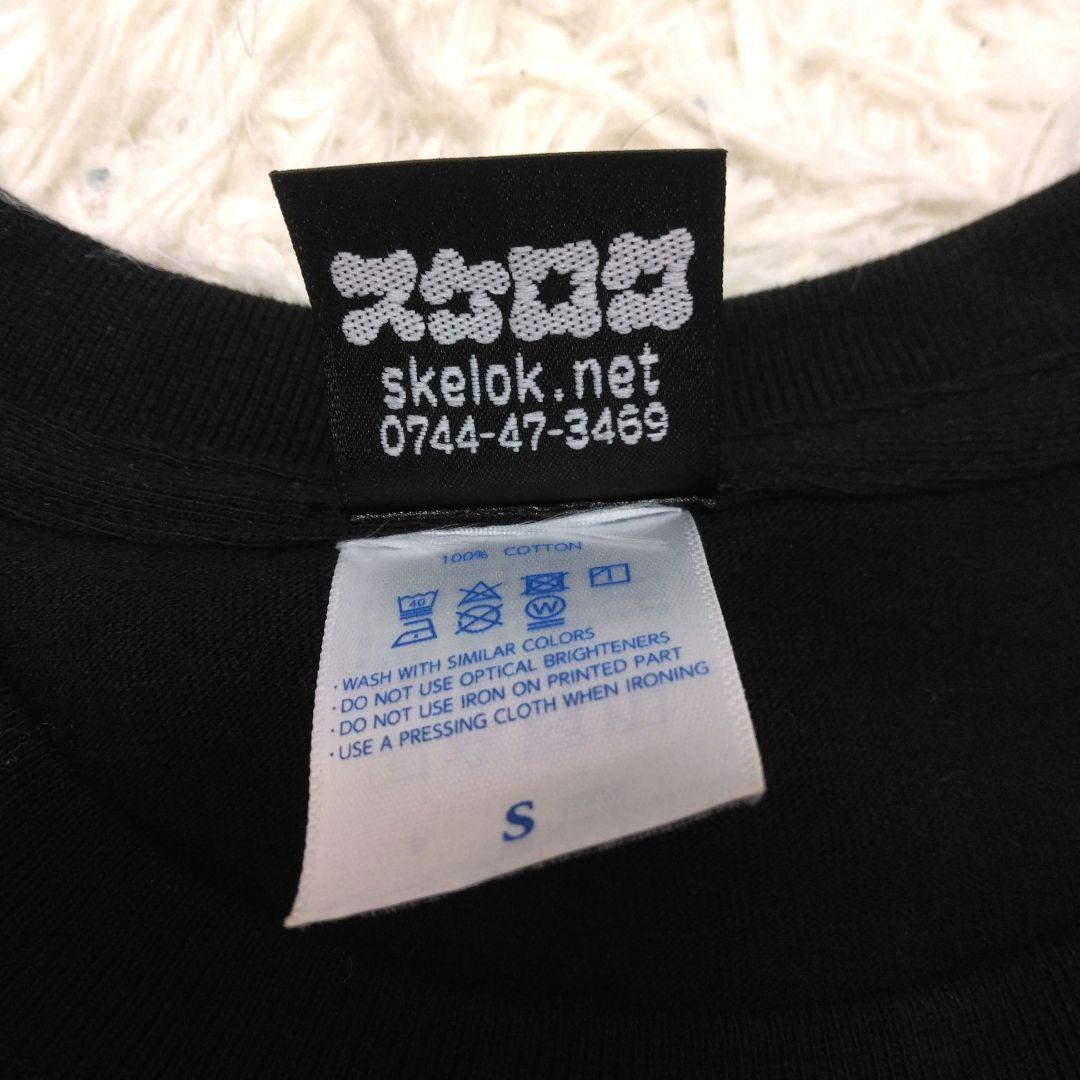 スケロク
skelok.net
0744-47-3469
100% COTTON
40
W
・WASH WITH SIMILAR COLORS
・DO NOT USE OPTICAL BRIGHTENERS
・DO NOT USE IRON ON PRINTED PART
・USE A PRESSING CLOTH WHEN IRONING
S